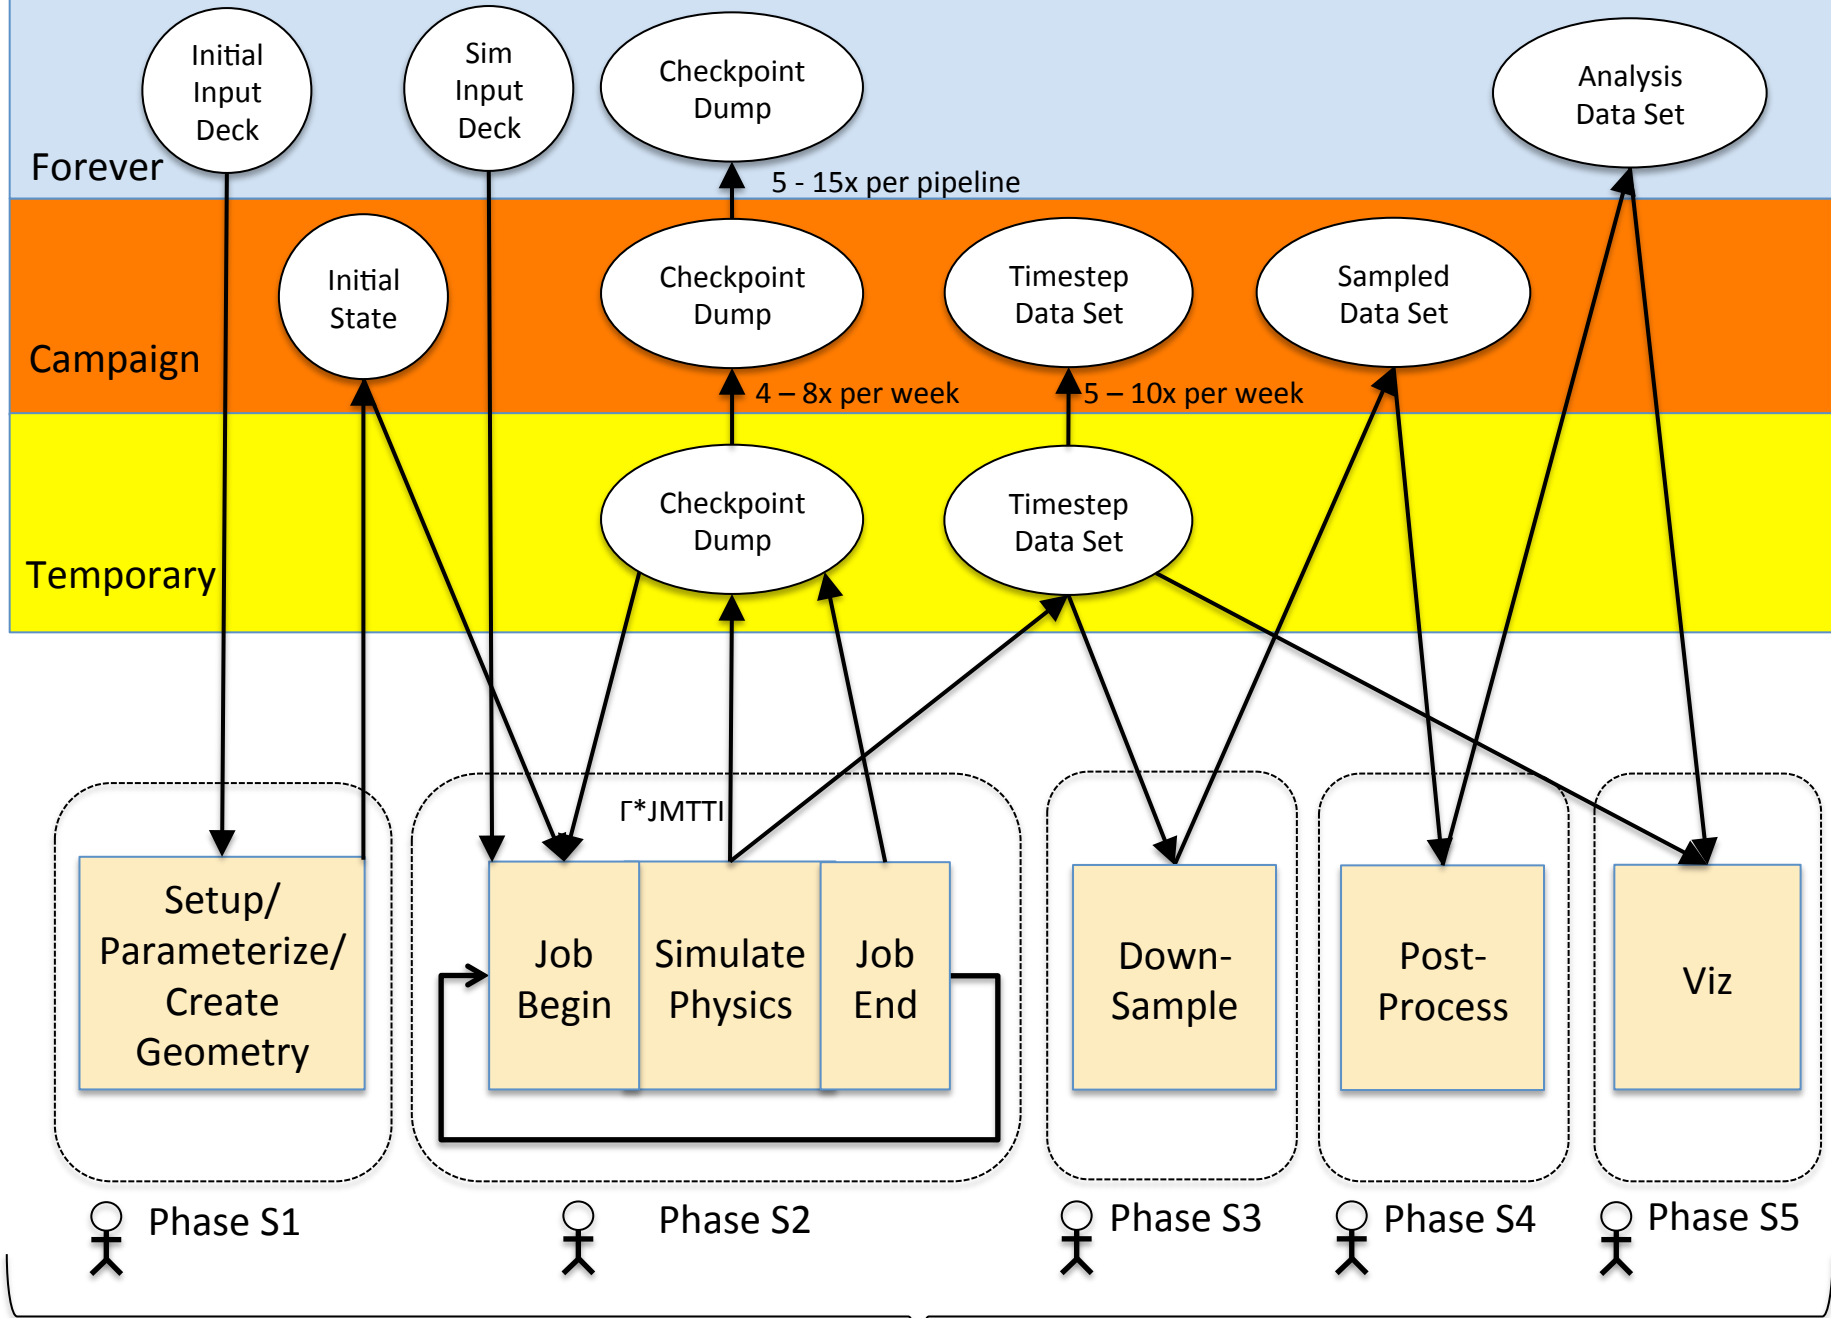 Initial
Input
Deck
Sim
Input
Deck
Checkpoint
Dump
Analysis
Data Set
Forever
5 - 15x per pipeline
Initial
State
Checkpoint
Dump
Timestep
Data Set
Sampled
Data Set
Campaign
4 – 8x per week
5 – 10x per week
Checkpoint
Dump
Timestep
Data Set
Temporary
Γ*JMTTI
Setup/
Parameterize/
Create
Geometry
Job
Begin
Simulate
Physics
Job
End
Down-
Sample
Post-
Process
Viz
Phase S1
Phase S2
Phase S3
Phase S4
Phase S5